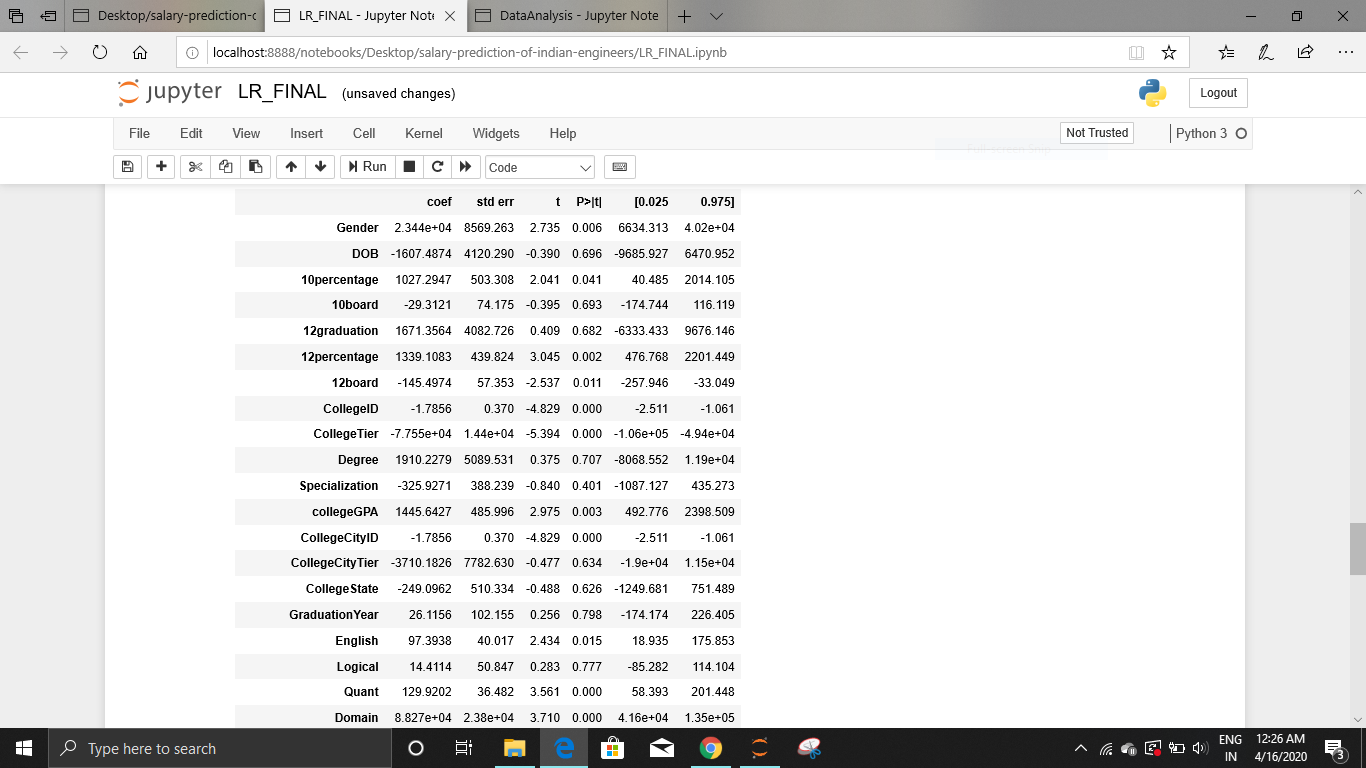 Desktop/salary-prediction-c
LR_FINAL - Jupyter Note
DataAnalysis - Jupyter Note
localhost:8888/notebooks/Desktop/salary-prediction-of-indian-engineers/LR_FINAL.ipynb
jupyter LR_FINAL (unsaved changes)
Logout
File Edit View Insert Cell Kernel Widgets Help
Not Trusted
Python 3
Run
Code
coef std err t P>|t| [0.025 0.975]
Gender 2.344e+04 8569.263 2.735 0.006 6634.313 4.02e+04
DOB -1607.4874 4120.290 -0.390 0.696 -9685.927 6470.952
10percentage 1027.2947 503.308 2.041 0.041 40.485 2014.105
10board -29.3121 74.175 -0.395 0.693 -174.744 116.119
12graduation 1671.3564 4082.726 0.409 0.682 -6333.433 9676.146
12percentage 1339.1083 439.824 3.045 0.002 476.768 2201.449
12board -145.4974 57.353 -2.537 0.011 -257.946 -33.049
CollegeID -1.7856 0.370 -4.829 0.000 -2.511 -1.061
CollegeTier -7.755e+04 1.44e+04 -5.394 0.000 -1.06e+05 -4.94e+04
Degree 1910.2279 5089.531 0.375 0.707 -8068.552 1.19e+04
Specialization -325.9271 388.239 -0.840 0.401 -1087.127 435.273
collegeGPA 1445.6427 485.996 2.975 0.003 492.776 2398.509
CollegeCityID -1.7856 0.370 -4.829 0.000 -2.511 -1.061
CollegeCityTier -3710.1826 7782.630 -0.477 0.634 -1.9e+04 1.15e+04
CollegeState -249.0962 510.334 -0.488 0.626 -1249.681 751.489
GraduationYear 26.1156 102.155 0.256 0.798 -174.174 226.405
English 97.3938 40.017 2.434 0.015 18.935 175.853
Logical 14.4114 50.847 0.283 0.777 -85.282 114.104
Quant 129.9202 36.482 3.561 0.000 58.393 201.448
Domain 8.827e+04 2.38e+04 3.710 0.000 4.16e+04 1.35e+05
Type here to search
ENG
IN
12:26 AM
4/16/2020
3